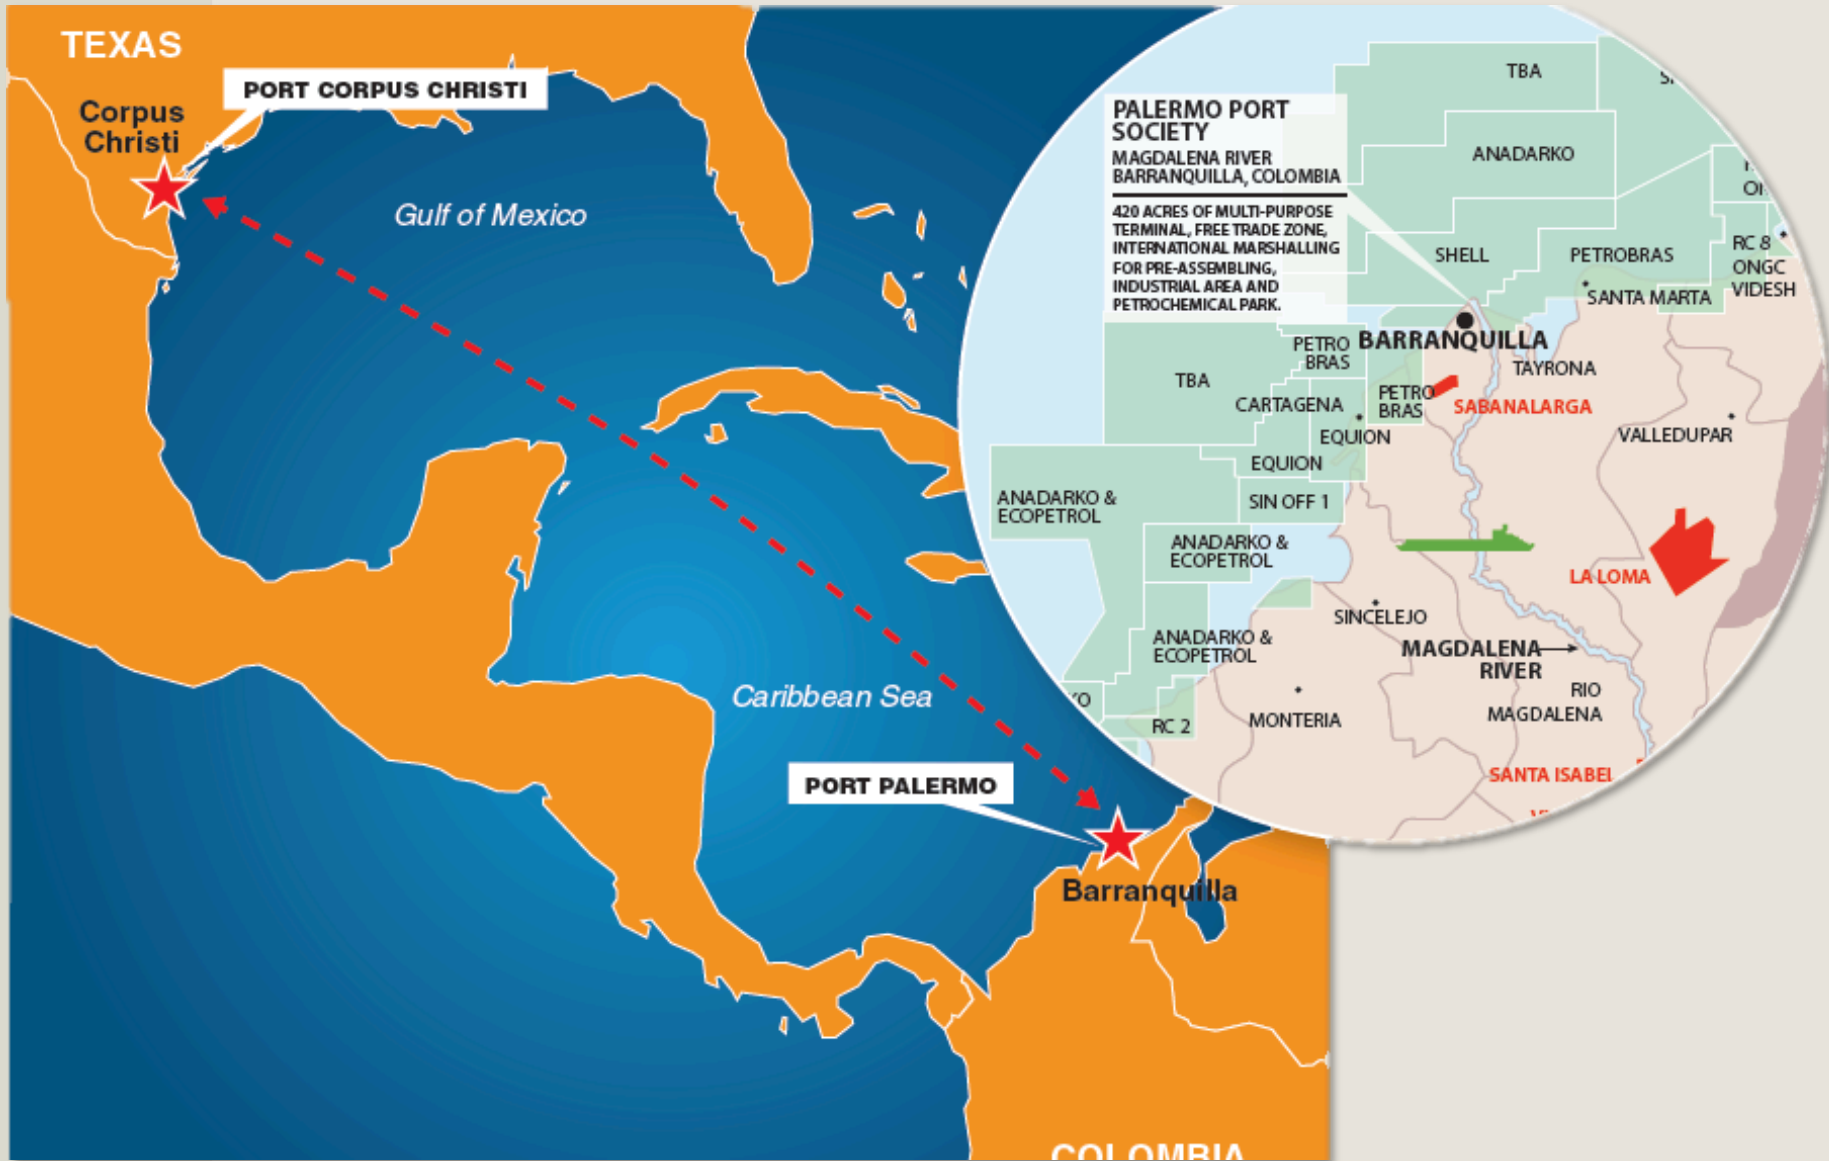 TEXAS
PORT CORPUS CHRISTI
Corpus
Christi
Gulf of Mexico
Caribbean Sea
PORT PALERMO
Barranquilla
COLOMBIA
PALERMO PORT
SOCIETY
MAGDALENA RIVER
BARRANQUILLA, COLOMBIA
420 ACRES OF MULTI-PURPOSE
TERMINAL, FREE TRADE ZONE,
INTERNATIONAL MARSHALLING
FOR PRE-ASSEMBLING,
INDUSTRIAL AREA AND
PETROCHEMICAL PARK.
TBA
ANADARKO
SHELL
PETROBRAS
RC 8
ONGC
VIDESH
SANTA MARTA
BARRANQUILLA
PETRO
BRAS
TAYRONA
TBA
CARTAGENA
PETRO
BRAS
SABANALARGA
EQUION
VALLEDUPAR
EQUION
ANADARKO &
ECOPETROL
SIN OFF 1
ANADARKO &
ECOPETROL
LA LOMA
SINCELEJO
ANADARKO &
ECOPETROL
MAGDALENA
RIVER
RIO
MAGDALENA
MONTERIA
RC 2
SANTA ISABEL